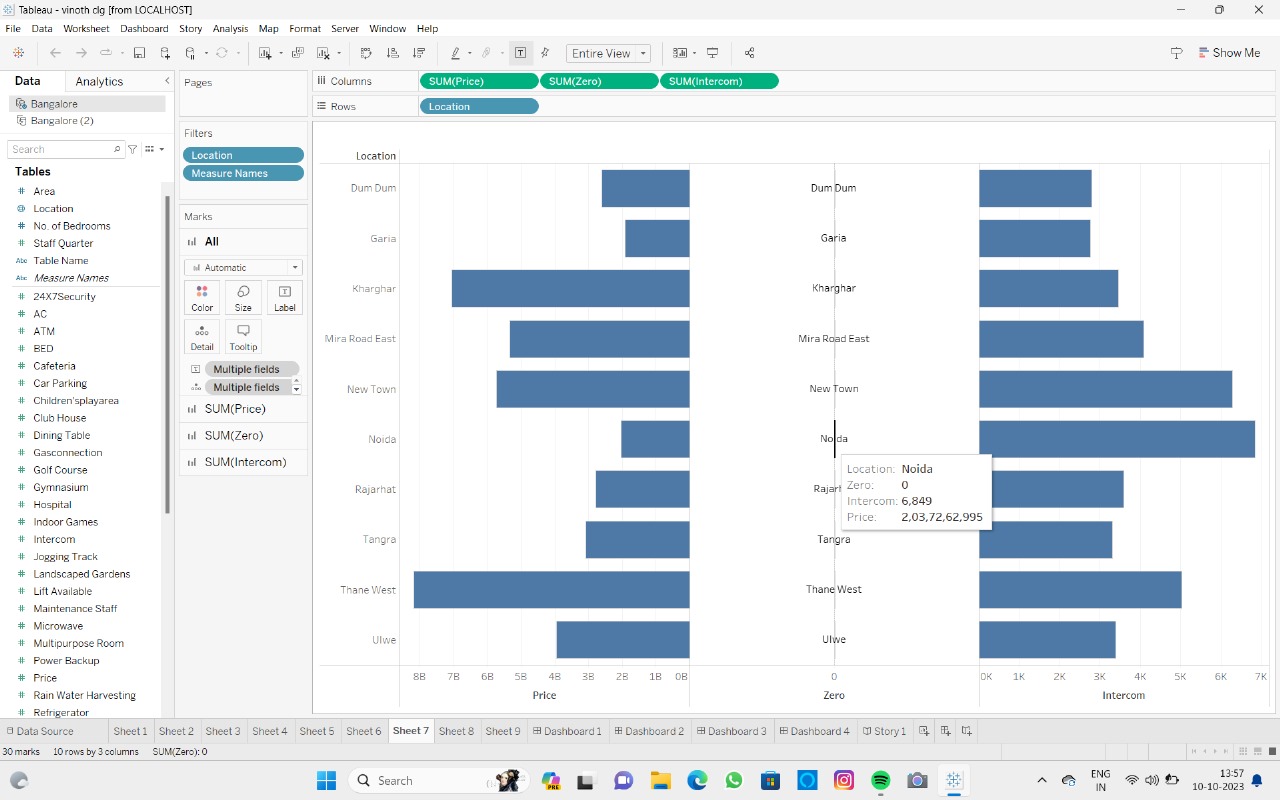 Tableau - vinoth clg [from LOCALHOST]
File Data Worksheet Dashboard Story Analysis Map Format Server Window Help
Entire View
Show Me
Data Analytics
Bangalore
Bangalore (2)
Search
Tables
Area
Location
No. of Bedrooms
Staff Quarter
Abc Table Name
Abc Measure Names
24X7Security
AC
ATM
BED
Cafeteria
Car Parking
Children'splayarea
Club House
Dining Table
Gasconnection
Golf Course
Gymnasium
Hospital
Indoor Games
Intercom
Jogging Track
Landscaped Gardens
Lift Available
Maintenance Staff
Microwave
Multipurpose Room
Power Backup
Price
Rain Water Harvesting
Refrigerator
Pages
Filters
Location
Measure Names
Marks
All
Automatic
Color Size Label
Detail Tooltip
Multiple fields
Multiple fields
SUM(Price)
SUM(Zero)
SUM(Intercom)
Columns SUM(Price) SUM(Zero) SUM(Intercom)
Rows Location
Location
Dum Dum Dum Dum
Garia Garia
Kharghar Kharghar
Mira Road East Mira Road East
New Town New Town
Noida Noida
Rajarhat
Tangra Tangra
Thane West Thane West
Ulwe Ulwe
Location: Noida
Zero: 0
Intercom: 6,849
Price: 2,03,72,62,995
8B 7B 6B 5B 4B 3B 2B 1B 0B 0 0K 1K 2K 3K 4K 5K 6K 7K
Price Zero Intercom
Data Source Sheet 1 Sheet 2 Sheet 3 Sheet 4 Sheet 5 Sheet 6 Sheet 7 Sheet 8 Sheet 9 Dashboard 1 Dashboard 2 Dashboard 3 Dashboard 4 Story 1
30 marks 10 rows by 3 columns SUM(Zero): 0
Search
PRE
ENG
IN
13:57
10-10-2023